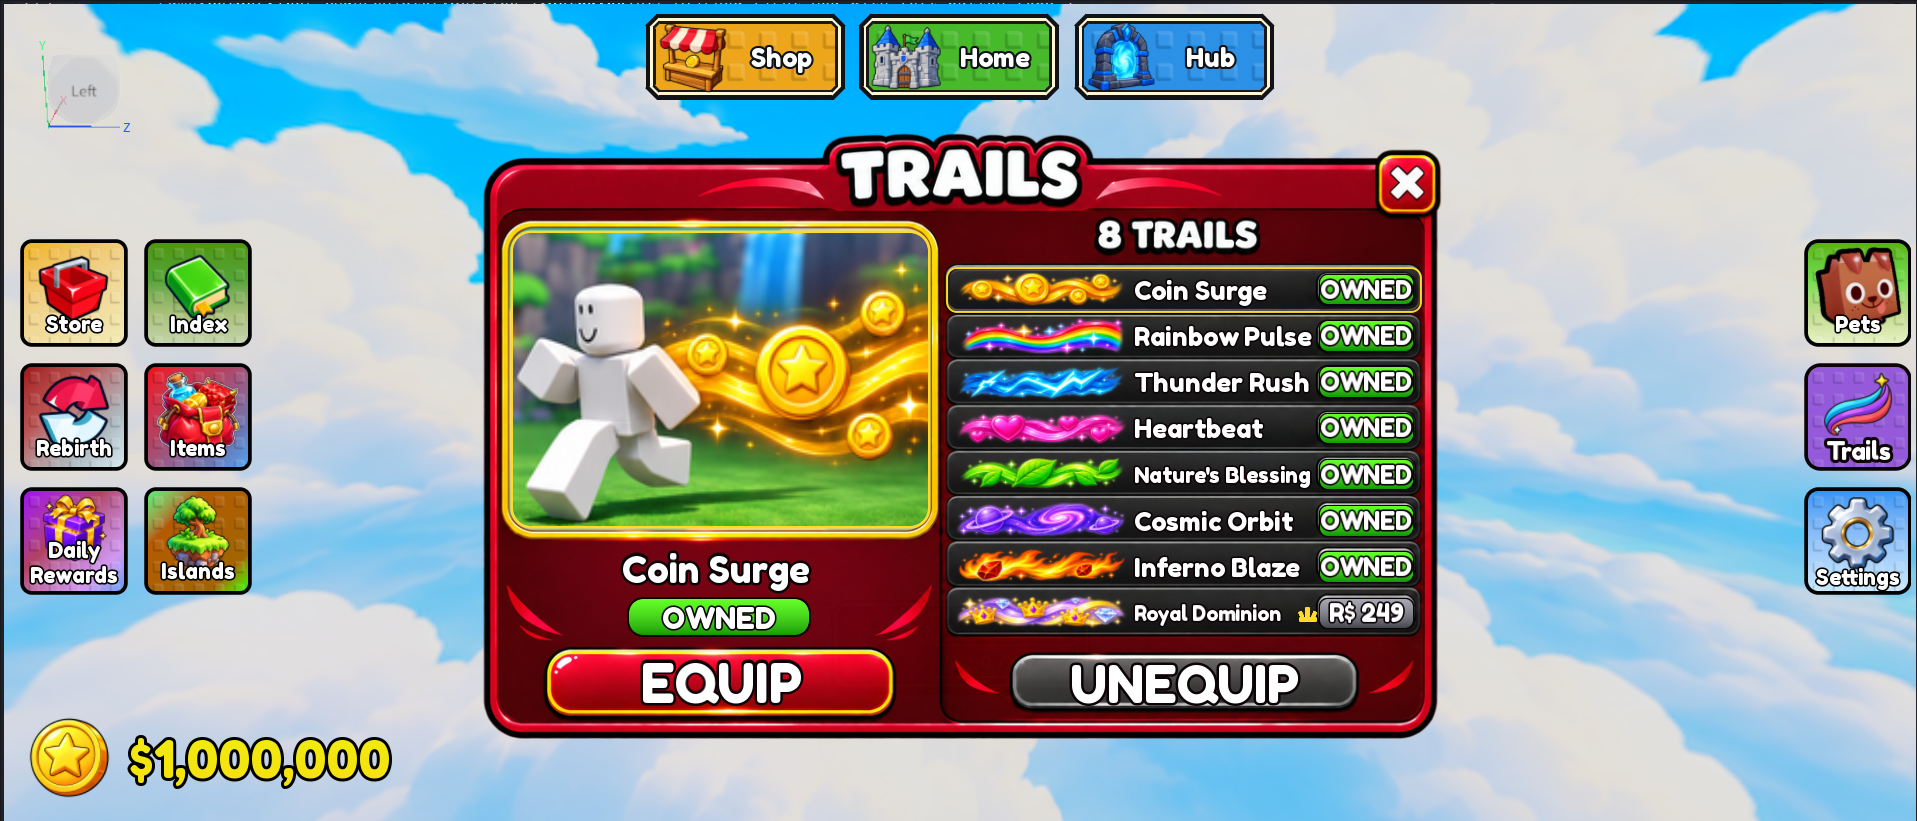 Shop
Home
Hub
Y
Left
X
Z
TRAILS
8 TRAILS
Coin Surge OWNED
Rainbow Pulse OWNED
Thunder Rush OWNED
Heartbeat OWNED
Nature's Blessing OWNED
Cosmic Orbit OWNED
Inferno Blaze OWNED
Royal Dominion R$ 249
Coin Surge
OWNED
EQUIP
UNEQUIP
Store
Index
Rebirth
Items
Daily
Rewards
Islands
Pets
Trails
Settings
$1,000,000